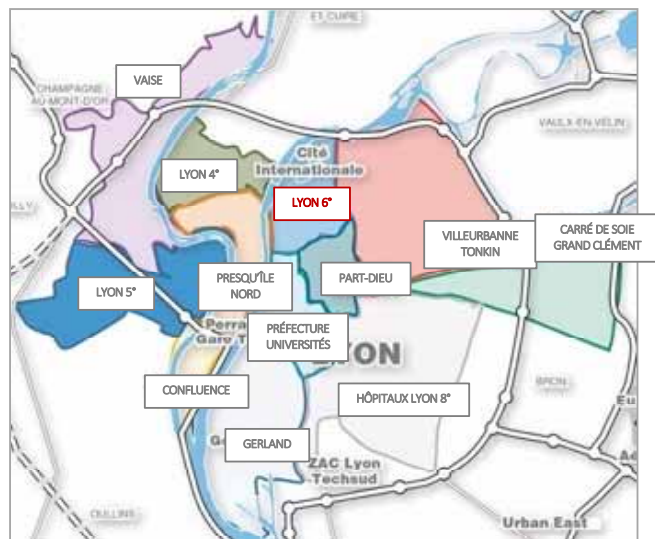 ET CUIRE
VAISE
CHAMPAGNE
AU-MONT-D'OR
VAULX-EN-VELIN
Cité
Internationale
LYON 4°
LYON 6°
VILLEURBANNE
TONKIN
CARRÉ DE SOIE
GRAND CLÉMENT
PRESQU'ÎLE
NORD
PART-DIEU
LYON 5°
PRÉFECTURE
UNIVERSITÉS
LYON
CONFLUENCE
HÔPITAUX LYON 8°
BRON
GERLAND
ZAC Lyon
Techsud
OULLINS
Urban East